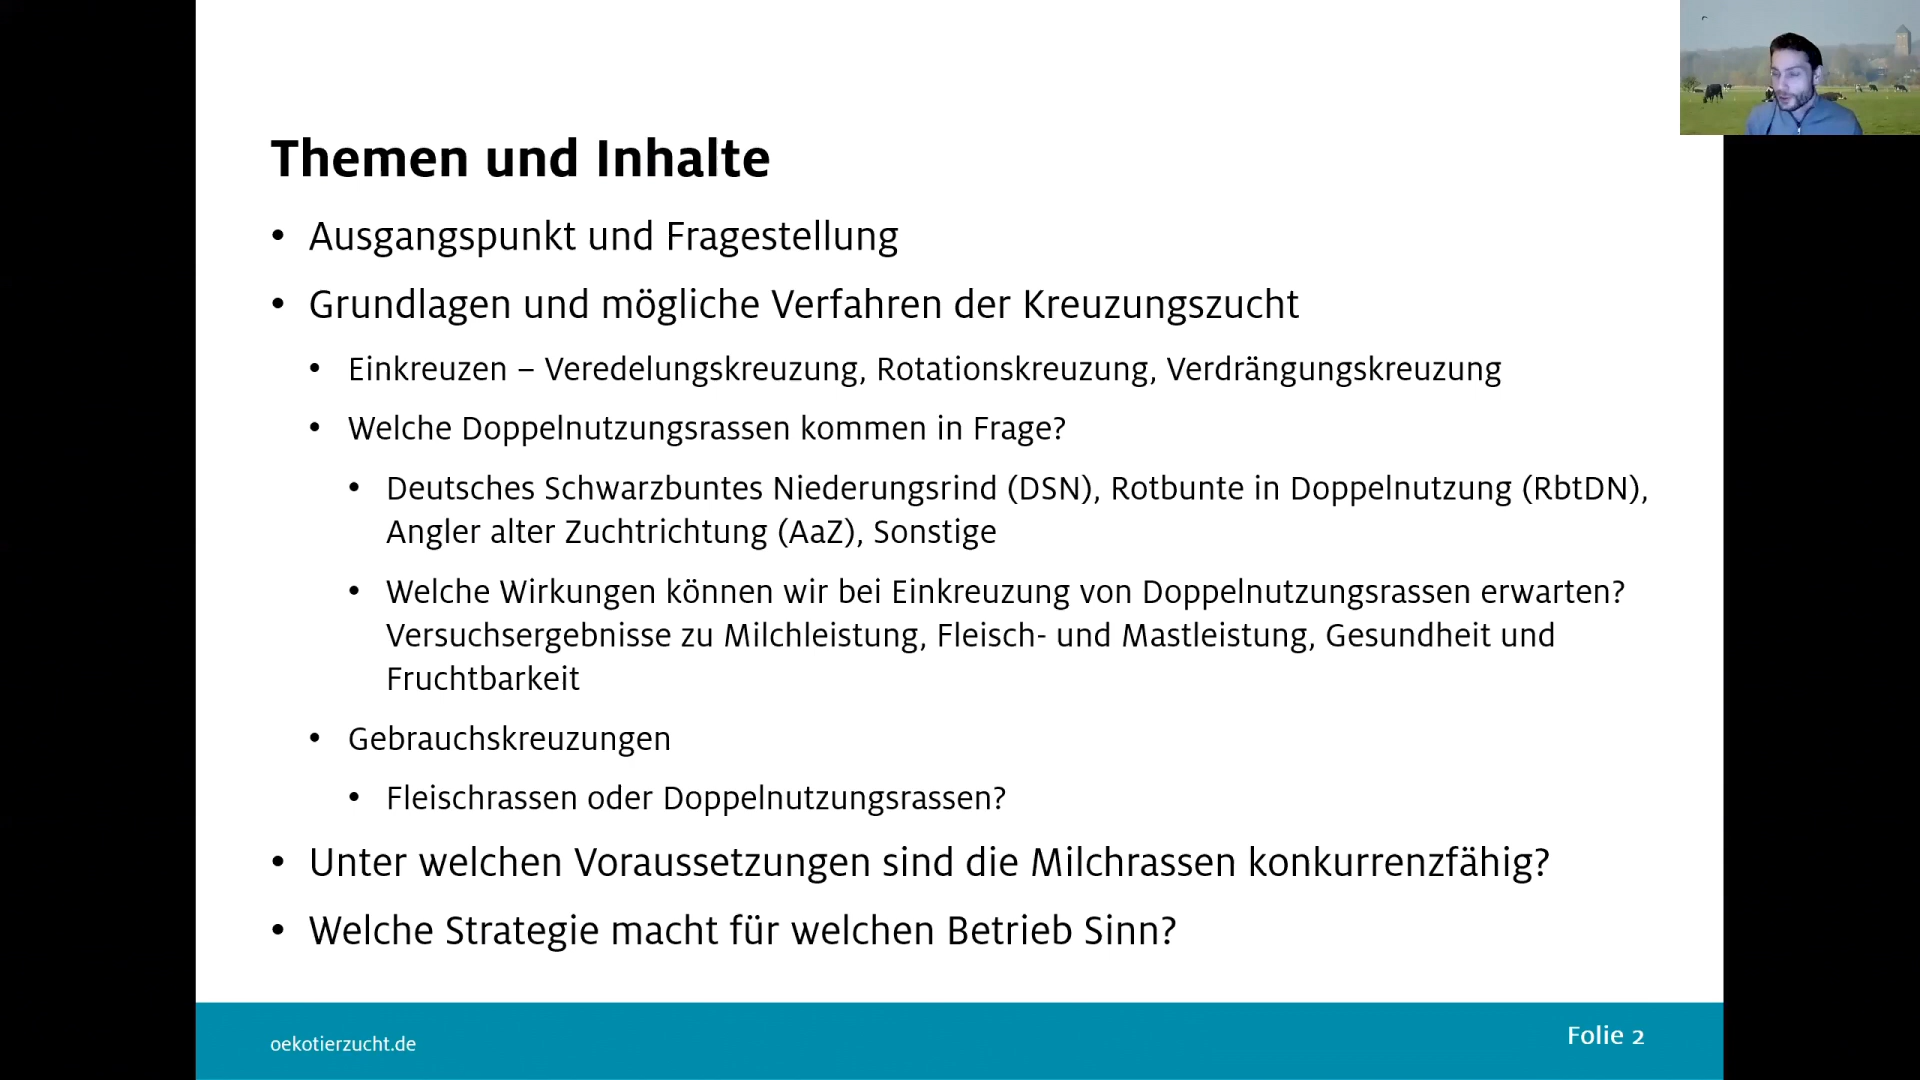 Themen und Inhalte
• Ausgangspunkt und Fragestellung
• Grundlagen und mögliche Verfahren der Kreuzungszucht
• Einkreuzen – Veredelungskreuzung, Rotationskreuzung, Verdrängungskreuzung
• Welche Doppelnutzungsrassen kommen in Frage?
• Deutsches Schwarzbuntes Niederungsrind (DSN), Rotbunte in Doppelnutzung (RbtDN),
Angler alter Zuchtrichtung (AaZ), Sonstige
• Welche Wirkungen können wir bei Einkreuzung von Doppelnutzungsrassen erwarten?
Versuchsergebnisse zu Milchleistung, Fleisch- und Mastleistung, Gesundheit und
Fruchtbarkeit
• Gebrauchskreuzungen
• Fleischrassen oder Doppelnutzungsrassen?
• Unter welchen Voraussetzungen sind die Milchrassen konkurrenzfähig?
• Welche Strategie macht für welchen Betrieb Sinn?
oekotierzucht.de
Folie 2